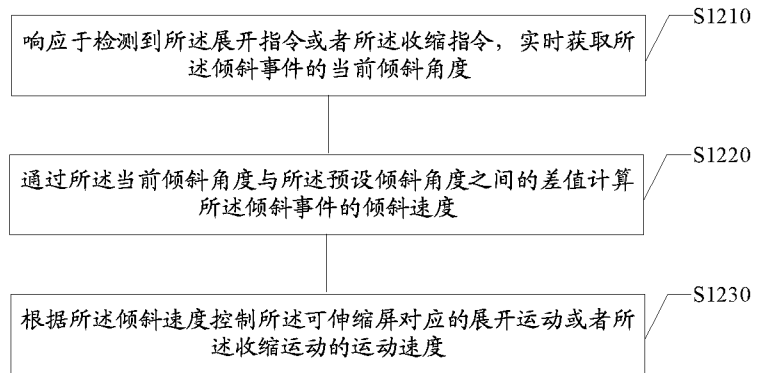 响应于检测到所述展开指令或者所述收缩指令，实时获取所
述倾斜事件的当前倾斜角度
S1210
通过所述当前倾斜角度与所述预设倾斜角度之间的差值计算
所述倾斜事件的倾斜速度
S1220
根据所述倾斜速度控制所述可伸缩屏对应的展开运动或者所
述收缩运动的运动速度
S1230